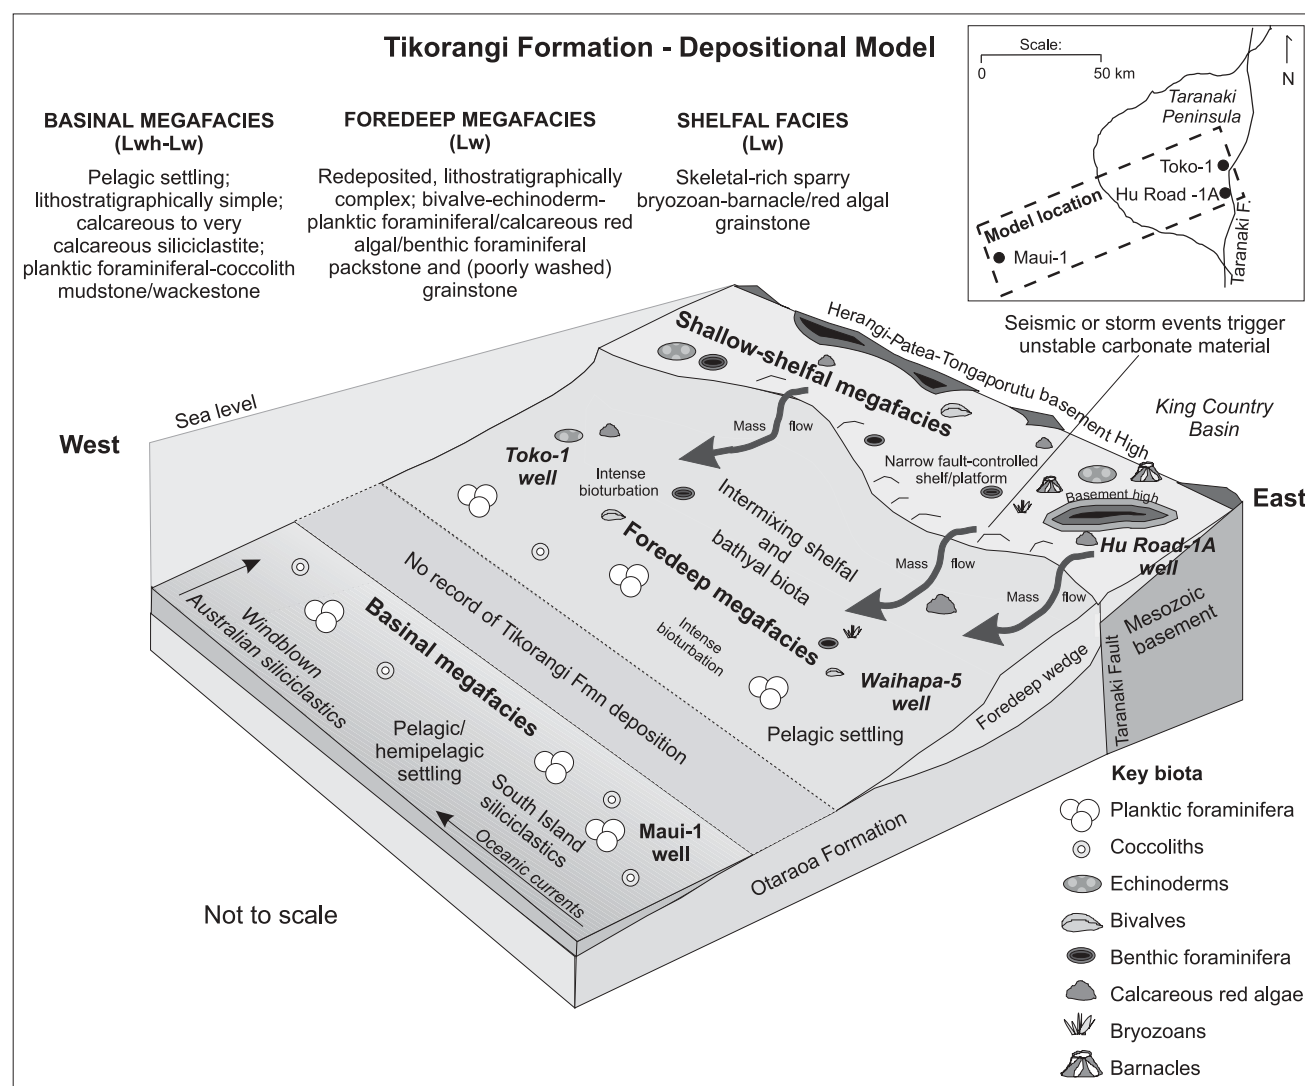 Tikorangi Formation - Depositional Model
BASINAL MEGAFACIES
(Lwh-Lw)
Pelagic settling;
lithostratigraphically simple;
calcareous to very
calcareous siliciclastite;
planktic foraminiferal-coccolith
mudstone/wackestone
FOREDEEP MEGAFACIES
(Lw)
Redeposited, lithostratigraphically
complex; bivalve-echinoderm-
planktic foraminiferal/calcareous red
algal/benthic foraminiferal
packstone and (poorly washed)
grainstone
SHELFAL FACIES
(Lw)
Skeletal-rich sparry
bryozoan-barnacle/red algal
grainstone
Scale:
0
50 km
N
Taranaki
Peninsula
Toko-1
Hu Road -1A
Model location
Maui-1
Taranaki F.
Seismic or storm events trigger
unstable carbonate material
Herangi-Patea-Tongaporutu basement High
King Country
Basin
Sea level
West
East
Shallow-shelfal megafacies
Mass flow
Narrow fault-controlled
shelf/platform
Basement high
Toko-1
well
Intense
bioturbation
Intermixing shelfal
and
bathyal biota
Hu Road-1A
well
Mass flow
Mass flow
Foredeep megafacies
Intense
bioturbation
Waihapa-5
well
Pelagic settling
Foredeep wedge
Taranaki Fault
Mesozoic
basement
No record of Tikorangi Fmn deposition
Basinal megafacies
Windblown
Australian siliciclastics
Pelagic/
hemipelagic
settling
South Island
siliciclastics
Oceanic currents
Maui-1
well
Otaraoa Formation
Not to scale
Key biota
Planktic foraminifera
Coccoliths
Echinoderms
Bivalves
Benthic foraminifera
Calcareous red algae
Bryozoans
Barnacles